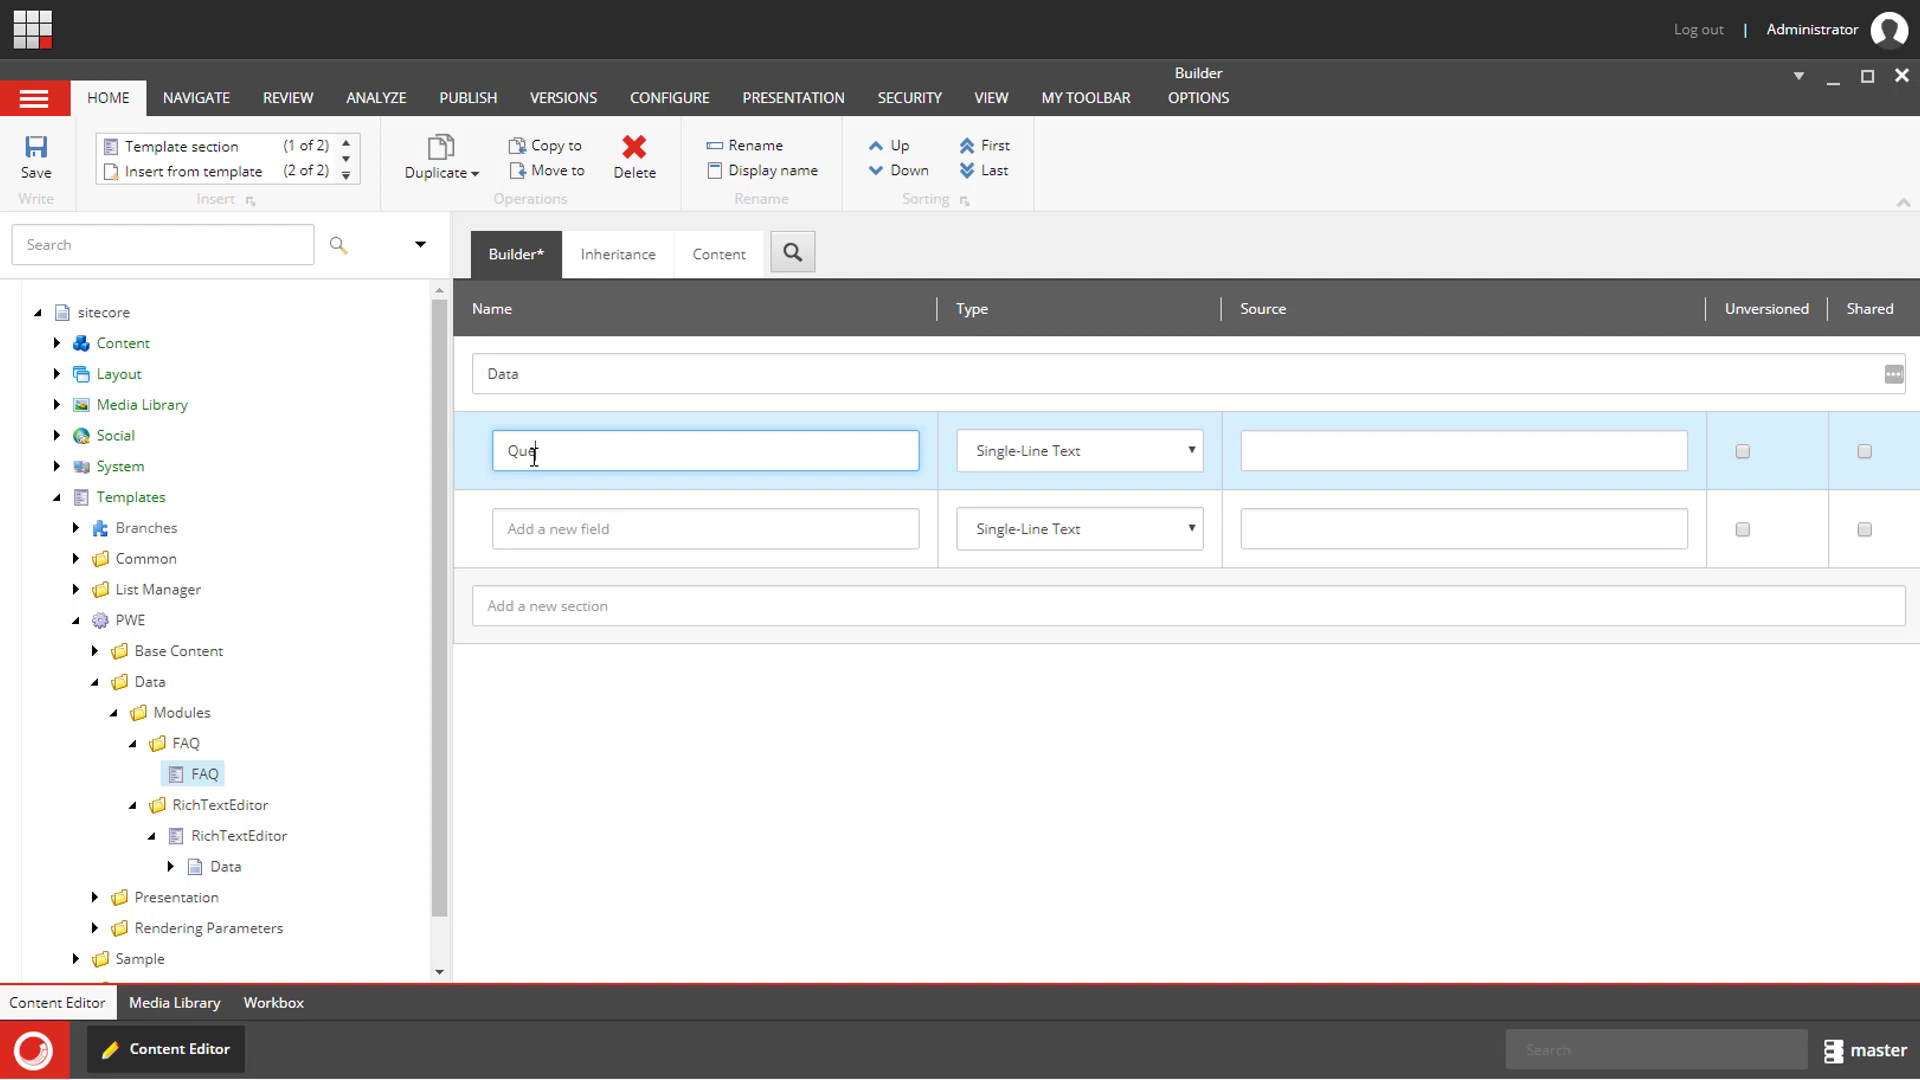 Log out | Administrator
Builder
HOME NAVIGATE REVIEW ANALYZE PUBLISH VERSIONS CONFIGURE PRESENTATION SECURITY VIEW MY TOOLBAR OPTIONS
Save
Write
Template section (1 of 2)
Insert from template (2 of 2)
Insert
Duplicate
Copy to
Move to
Delete
Operations
Rename
Display name
Rename
Up
Down
First
Last
Sorting
Search
Builder* Inheritance Content
Name Type Source Unversioned Shared
Data
Que Single-Line Text
Add a new field Single-Line Text
Add a new section
sitecore
Content
Layout
Media Library
Social
System
Templates
Branches
Common
List Manager
PWE
Base Content
Data
Modules
FAQ
FAQ
RichTextEditor
RichTextEditor
Data
Presentation
Rendering Parameters
Sample
Content Editor Media Library Workbox
Content Editor
Search
master